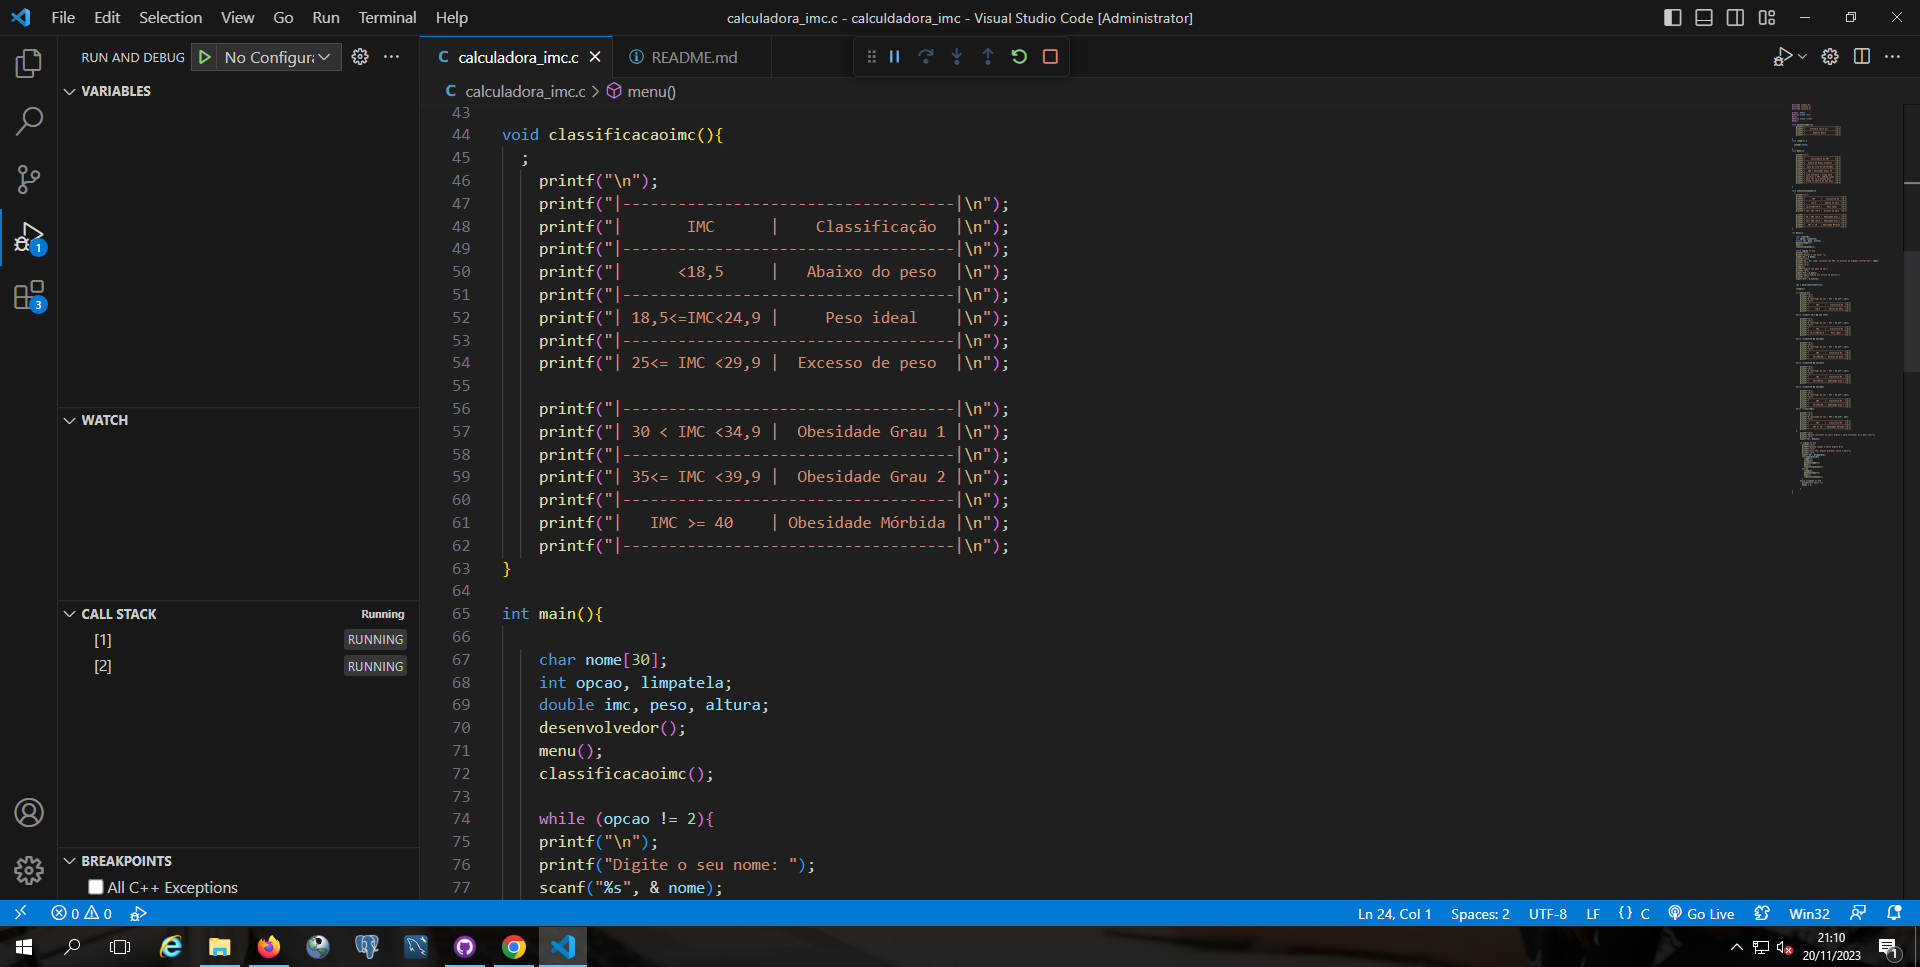 File Edit Selection View Go Run Terminal Help
calculadora_imc.c - calculdadora_imc - Visual Studio Code [Administrator]
RUN AND DEBUG No Configura
calculadora_imc.c README.md
calculadora_imc.c > menu()
VARIABLES
WATCH
CALL STACK Running
[1] RUNNING
[2] RUNNING
BREAKPOINTS
All C++ Exceptions
1
3
43
44 void classificacaoimc(){
45 ;
46 printf("\n");
47 printf("|------------------------------------|\n");
48 printf("|       IMC      |    Classificação  |\n");
49 printf("|------------------------------------|\n");
50 printf("|      <18,5     |   Abaixo do peso  |\n");
51 printf("|------------------------------------|\n");
52 printf("| 18,5<=IMC<24,9 |     Peso ideal    |\n");
53 printf("|------------------------------------|\n");
54 printf("| 25<= IMC <29,9 |  Excesso de peso  |\n");
55
56 printf("|------------------------------------|\n");
57 printf("| 30 < IMC <34,9 |  Obesidade Grau 1 |\n");
58 printf("|------------------------------------|\n");
59 printf("| 35<= IMC <39,9 |  Obesidade Grau 2 |\n");
60 printf("|------------------------------------|\n");
61 printf("|   IMC >= 40    | Obesidade Mórbida |\n");
62 printf("|------------------------------------|\n");
63 }
64
65 int main(){
66
67 char nome[30];
68 int opcao, limpatela;
69 double imc, peso, altura;
70 desenvolvedor();
71 menu();
72 classificacaoimc();
73
74 while (opcao != 2){
75 printf("\n");
76 printf("Digite o seu nome: ");
77 scanf("%s", & nome);
0 0 Ln 24, Col 1 Spaces: 2 UTF-8 LF {} C Go Live Win32
21:10
20/11/2023
1